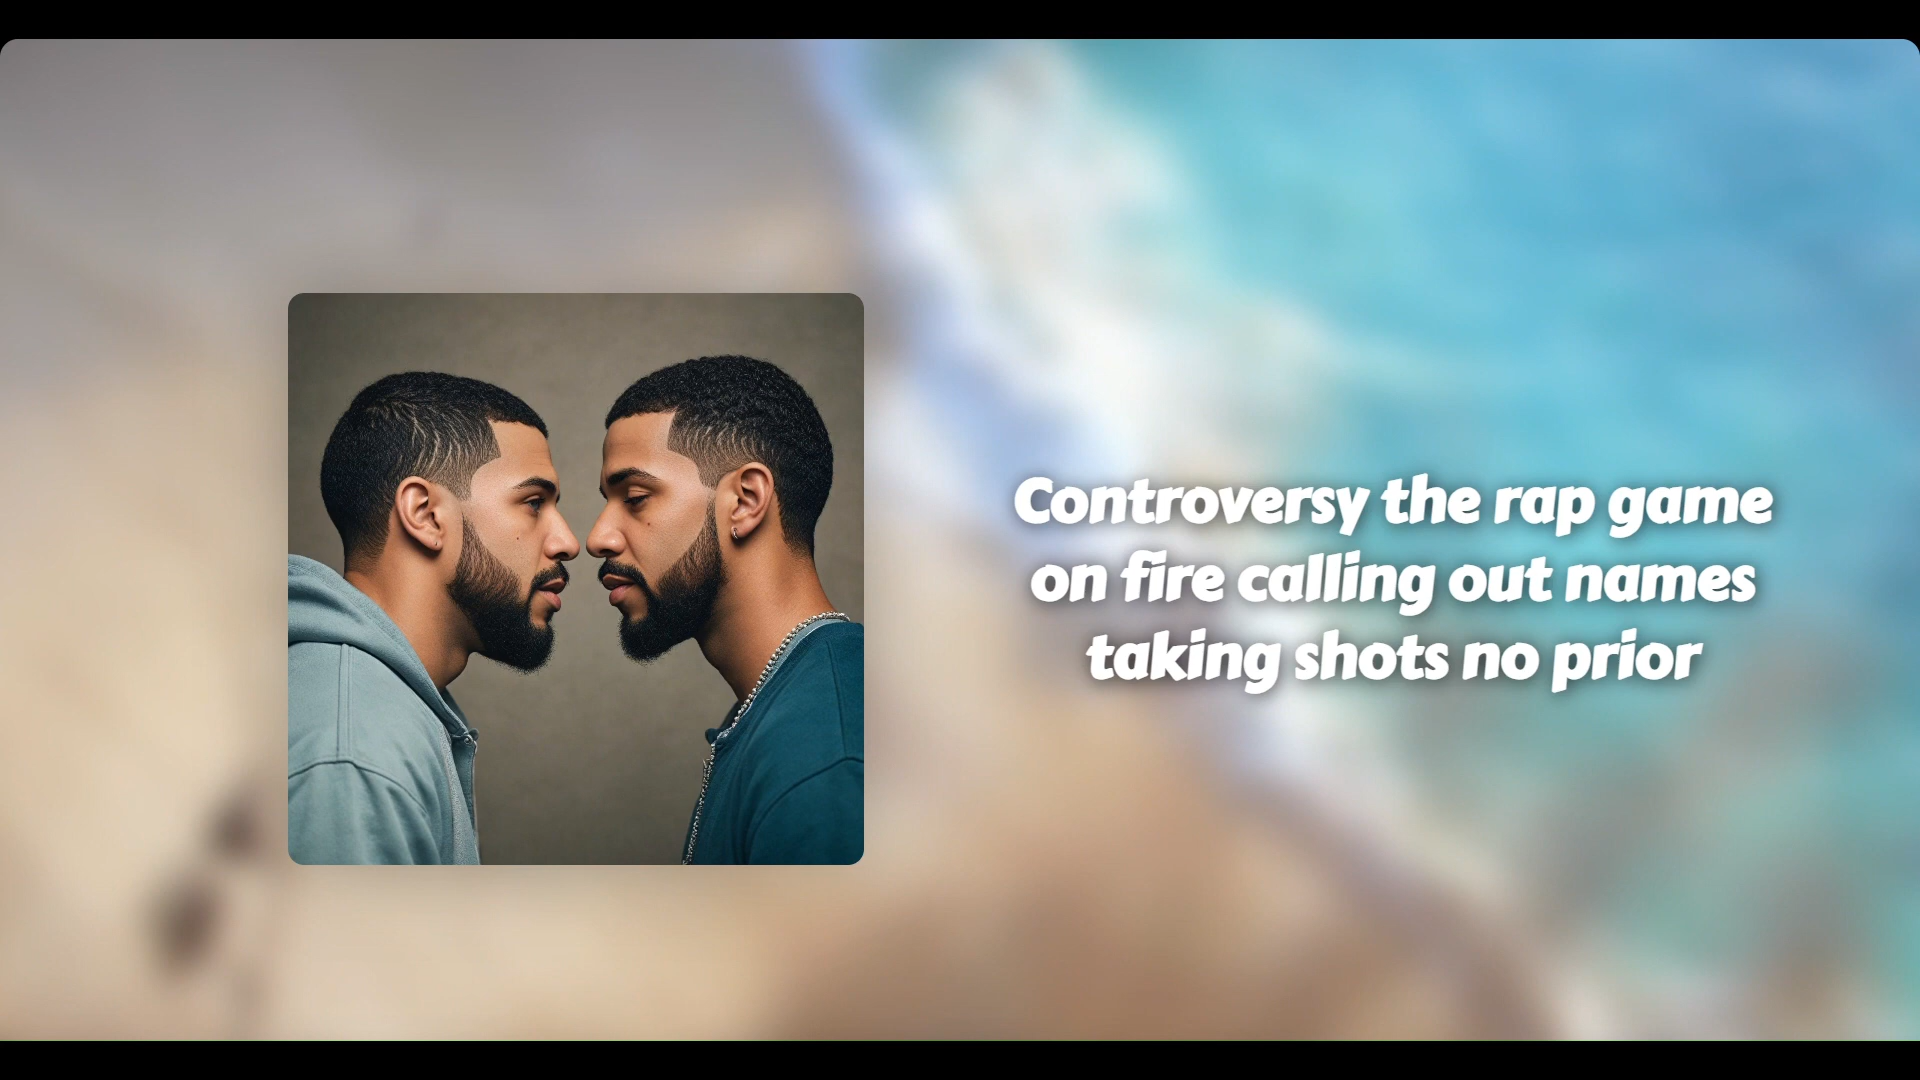 Controversy the rap game
on fire calling out names
taking shots no prior